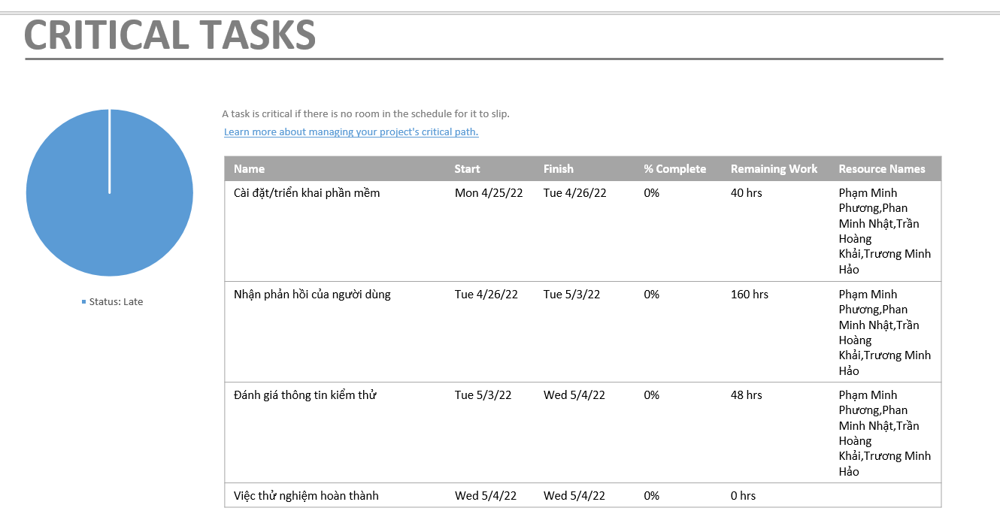 CRITICAL TASKS
A task is critical if there is no room in the schedule for it to slip.
Learn more about managing your project's critical path.
Status: Late
Name Start Finish % Complete Remaining Work Resource Names
Cài đặt/triển khai phần mềm Mon 4/25/22 Tue 4/26/22 0% 40 hrs Phạm Minh
Phương,Phan
Minh Nhật,Trần
Hoàng
Khải,Trương Minh
Hảo
Nhận phản hồi của người dùng Tue 4/26/22 Tue 5/3/22 0% 160 hrs Phạm Minh
Phương,Phan
Minh Nhật,Trần
Hoàng
Khải,Trương Minh
Hảo
Đánh giá thông tin kiểm thử Tue 5/3/22 Wed 5/4/22 0% 48 hrs Phạm Minh
Phương,Phan
Minh Nhật,Trần
Hoàng
Khải,Trương Minh
Hảo
Việc thử nghiệm hoàn thành Wed 5/4/22 Wed 5/4/22 0% 0 hrs